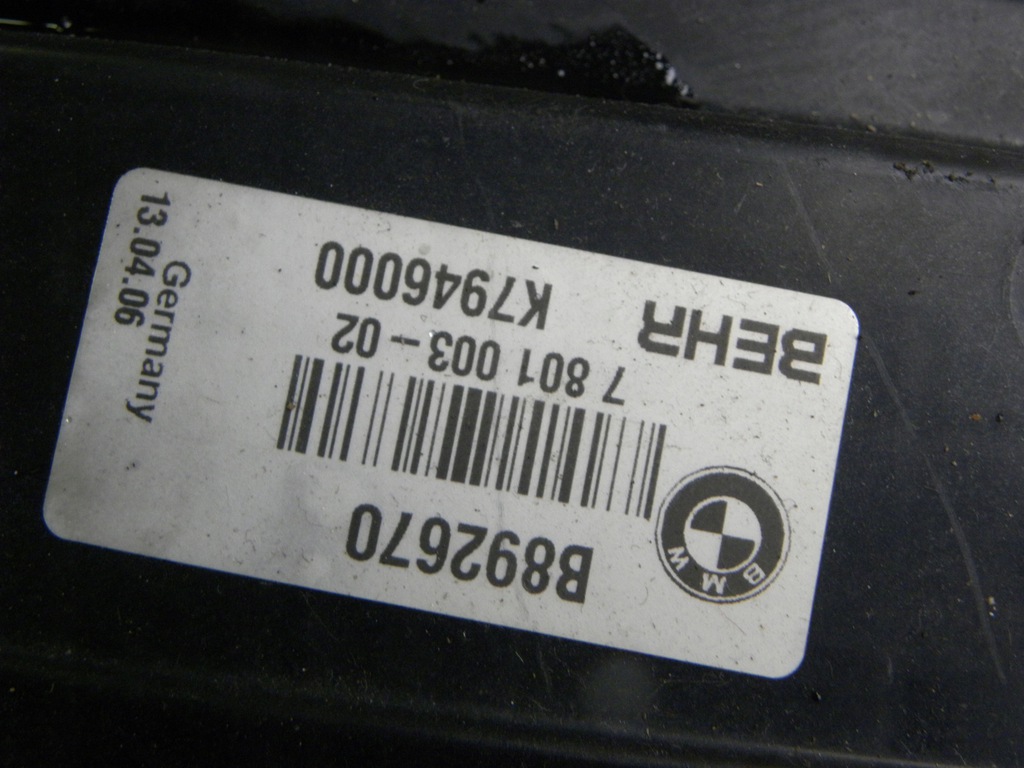 B892670
BMW
7 801 003-02
BEHR
K7946000
Germany
13.04.06